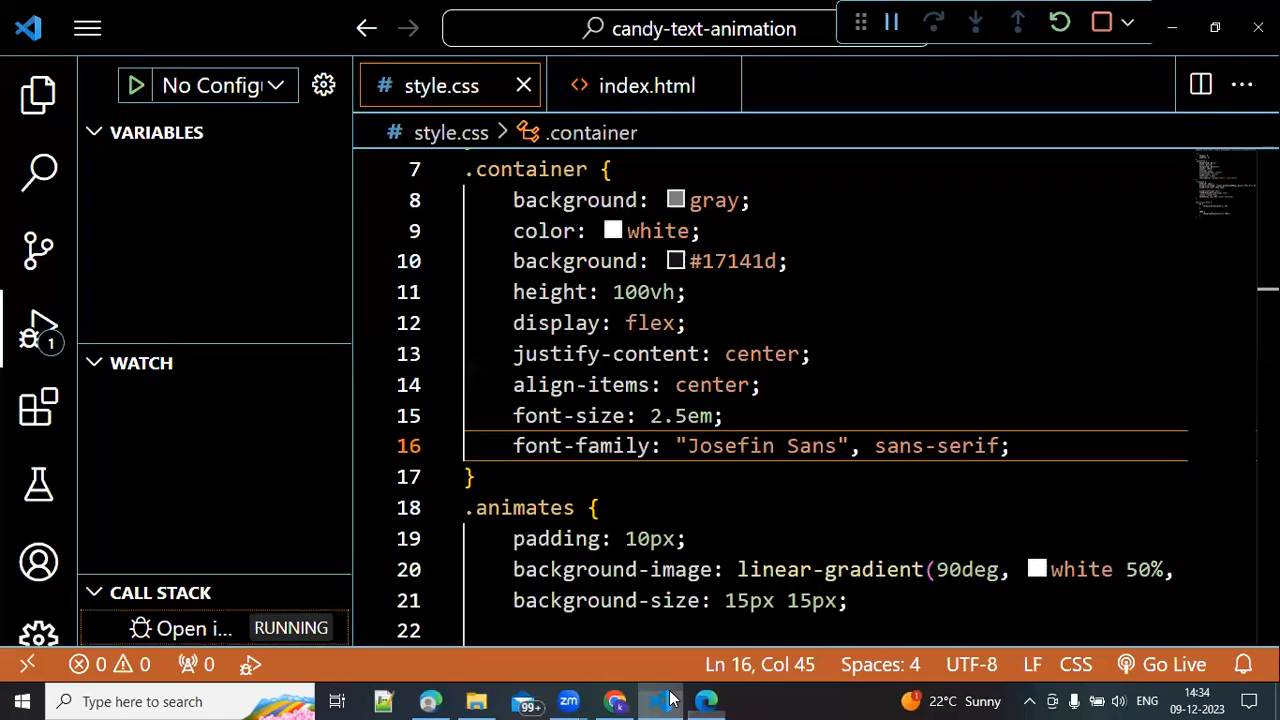 candy-text-animation
No Config
style.css
index.html
VARIABLES
style.css > .container
7 .container {
8 background: gray;
9 color: white;
10 background: #17141d;
11 height: 100vh;
12 display: flex;
13 justify-content: center;
14 align-items: center;
15 font-size: 2.5em;
16 font-family: "Josefin Sans", sans-serif;
17 }
18 .animates {
19 padding: 10px;
20 background-image: linear-gradient(90deg, white 50%,
21 background-size: 15px 15px;
22
WATCH
CALL STACK
1
Open i... RUNNING
0 0 0 Ln 16, Col 45 Spaces: 4 UTF-8 LF CSS Go Live
Type here to search
99+
zm
22°C Sunny
ENG
14:34
09-12-2023